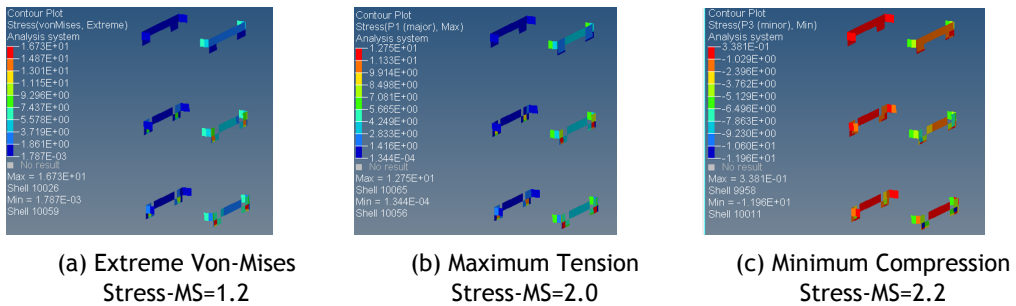 Contour Plot
Stress(vonMises, Extreme)
Analysis system
1.673E+01
1.487E+01
1.301E+01
1.115E+01
9.296E+00
7.437E+00
5.578E+00
3.719E+00
1.861E+00
1.787E-03
No result
Max = 1.673E+01
Shell 10026
Min = 1.787E-03
Shell 10059
Contour Plot
Stress(P1 (major), Max)
Analysis system
1.275E+01
1.133E+01
9.914E+00
8.498E+00
7.081E+00
5.665E+00
4.249E+00
2.833E+00
1.416E+00
1.344E-04
No result
Max = 1.275E+01
Shell 10065
Min = 1.344E-04
Shell 10056
Contour Plot
Stress(P3 (minor), Min)
Analysis system
3.381E-01
-1.029E+00
-2.396E+00
-3.762E+00
-5.129E+00
-6.496E+00
-7.863E+00
-9.230E+00
-1.060E+01
-1.196E+01
No result
Max = 3.381E-01
Shell 9958
Min = -1.196E+01
Shell 10011
(a) Extreme Von-Mises
Stress-MS=1.2
(b) Maximum Tension
Stress-MS=2.0
(c) Minimum Compression
Stress-MS=2.2